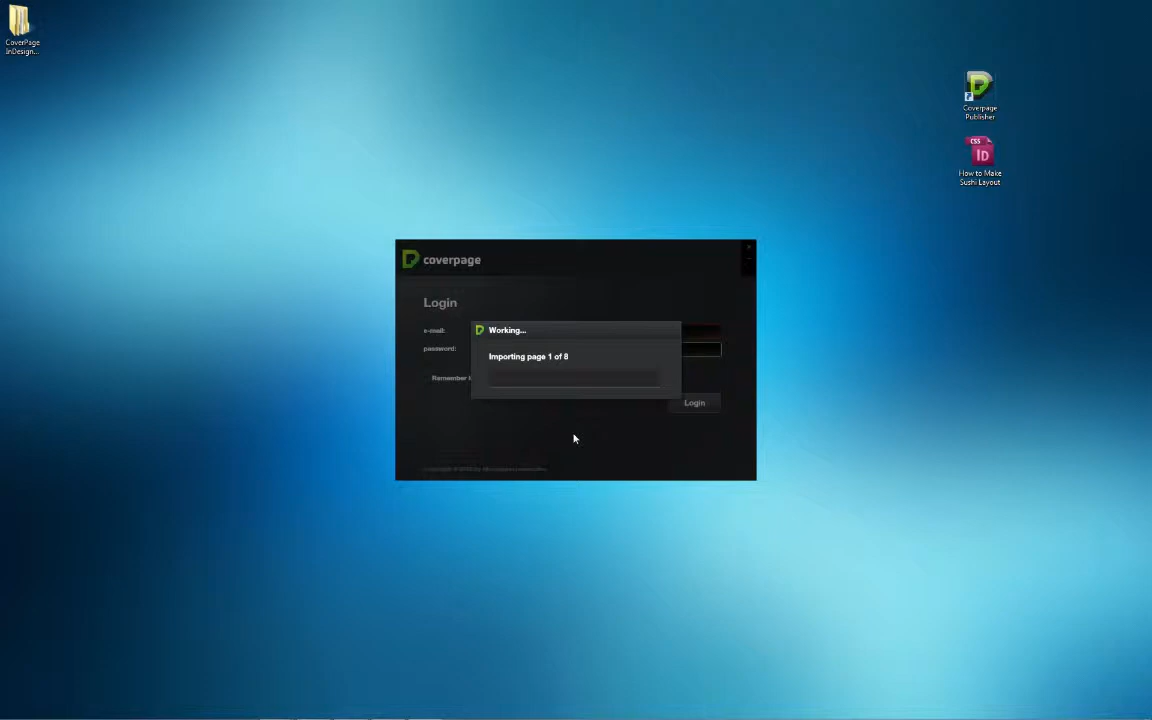 CoverPage
InDesign...
Coverpage
Publisher
CS5
Id
How to Make
Sushi Layout
coverpage
Login
e-mail:
password:
Working...
Importing page 1 of 8
Login